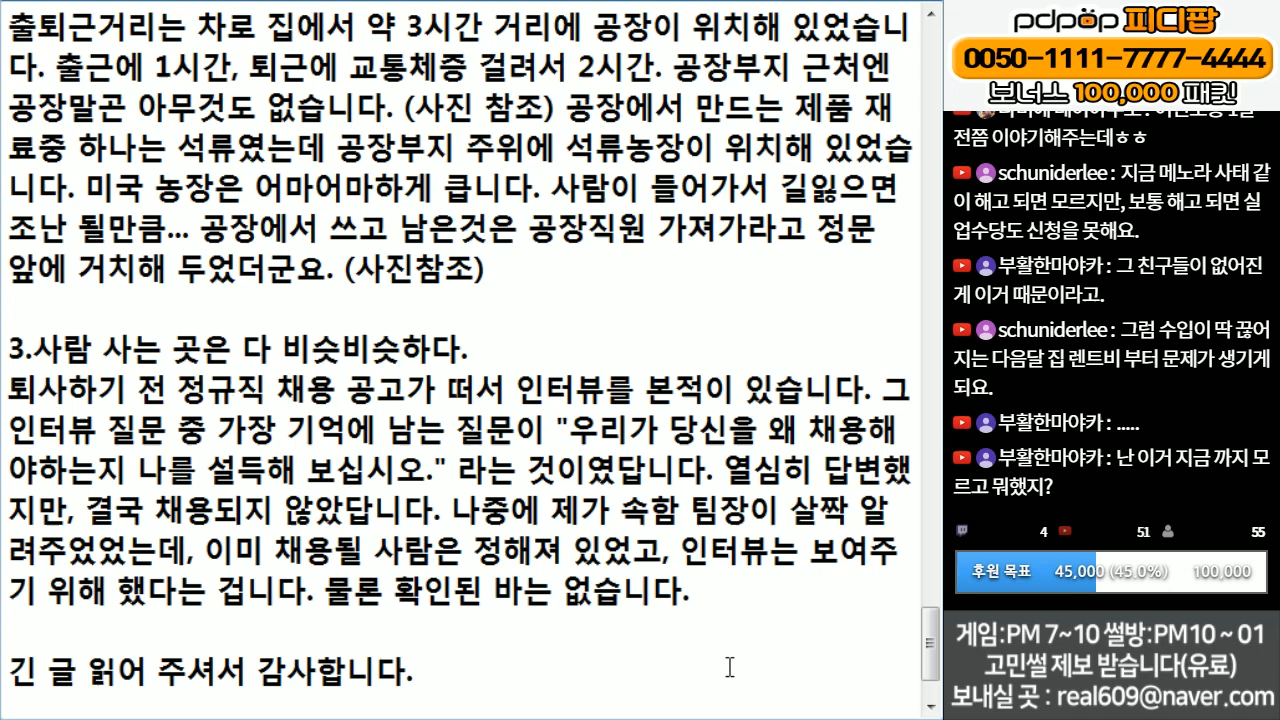 출퇴근거리는 차로 집에서 약 3시간 거리에 공장이 위치해 있었습니
다. 출근에 1시간, 퇴근에 교통체증 걸려서 2시간. 공장부지 근처엔
공장말곤 아무것도 없습니다. (사진 참조) 공장에서 만드는 제품 재
료중 하나는 석류였는데 공장부지 주위에 석류농장이 위치해 있었습
니다. 미국 농장은 어마어마하게 큽니다. 사람이 들어가서 길잃으면
조난 될만큼... 공장에서 쓰고 남은것은 공장직원 가져가라고 정문
앞에 거치해 두었더군요. (사진참조)
3.사람 사는 곳은 다 비슷비슷하다.
퇴사하기 전 정규직 채용 공고가 떠서 인터뷰를 본적이 있습니다. 그
인터뷰 질문 중 가장 기억에 남는 질문이 "우리가 당신을 왜 채용해
야하는지 나를 설득해 보십시오." 라는 것이였답니다. 열심히 답변했
지만, 결국 채용되지 않았답니다. 나중에 제가 속함 팀장이 살짝 알
려주었었는데, 이미 채용될 사람은 정해져 있었고, 인터뷰는 보여주
기 위해 했다는 겁니다. 물론 확인된 바는 없습니다.
긴 글 읽어 주셔서 감사합니다.
pdpop 피디팝
0050-1111-7777-4444
보너스 100,000 패킨
전쯤 이야기해주는데ㅎㅎ
schuniderlee : 지금 메노라 사태 같
이 해고 되면 모르지만, 보통 해고 되면 실
업수당도 신청을 못해요.
부활한마야카 : 그 친구들이 없어진
게 이거 때문이라고.
schuniderlee : 그럼 수입이 딱 끊어
지는 다음달 집 렌트비 부터 문제가 생기게
되요.
부활한마야카 : .....
부활한마야카 : 난 이거 지금 까지 모
르고 뭐했지?
4 51 55
후원 목표 45,000 (45.0%) 100,000
게임:PM 7~10 썰방:PM10 ~ 01
고민썰 제보 받습니다(유료)
보내실 곳 : real609@naver.com